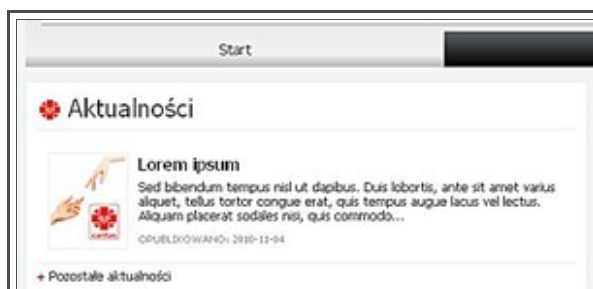 Start
Aktualności
Lorem ipsum
Sed bibendum tempus nisl ut dapibus. Duis lobortis, ante sit amet varius
aliquet, tellus tortor congue erat, quis tempus augue lacus vel lectus.
Aliquam placerat sodales nisi, quis commodo...
Caritas
OPUBLIKOWANO: 2010-11-04
+ Pozostałe aktualności